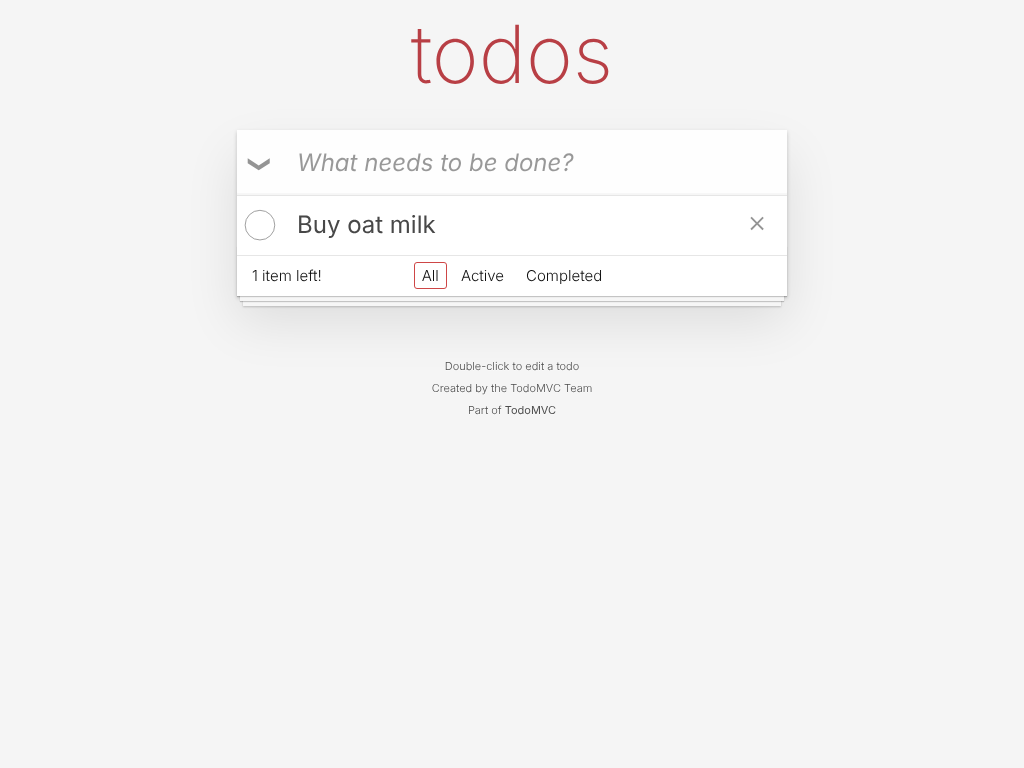 todos
What needs to be done?
Buy oat milk
1 item left!
All Active Completed
Double-click to edit a todo
Created by the TodoMVC Team
Part of TodoMVC